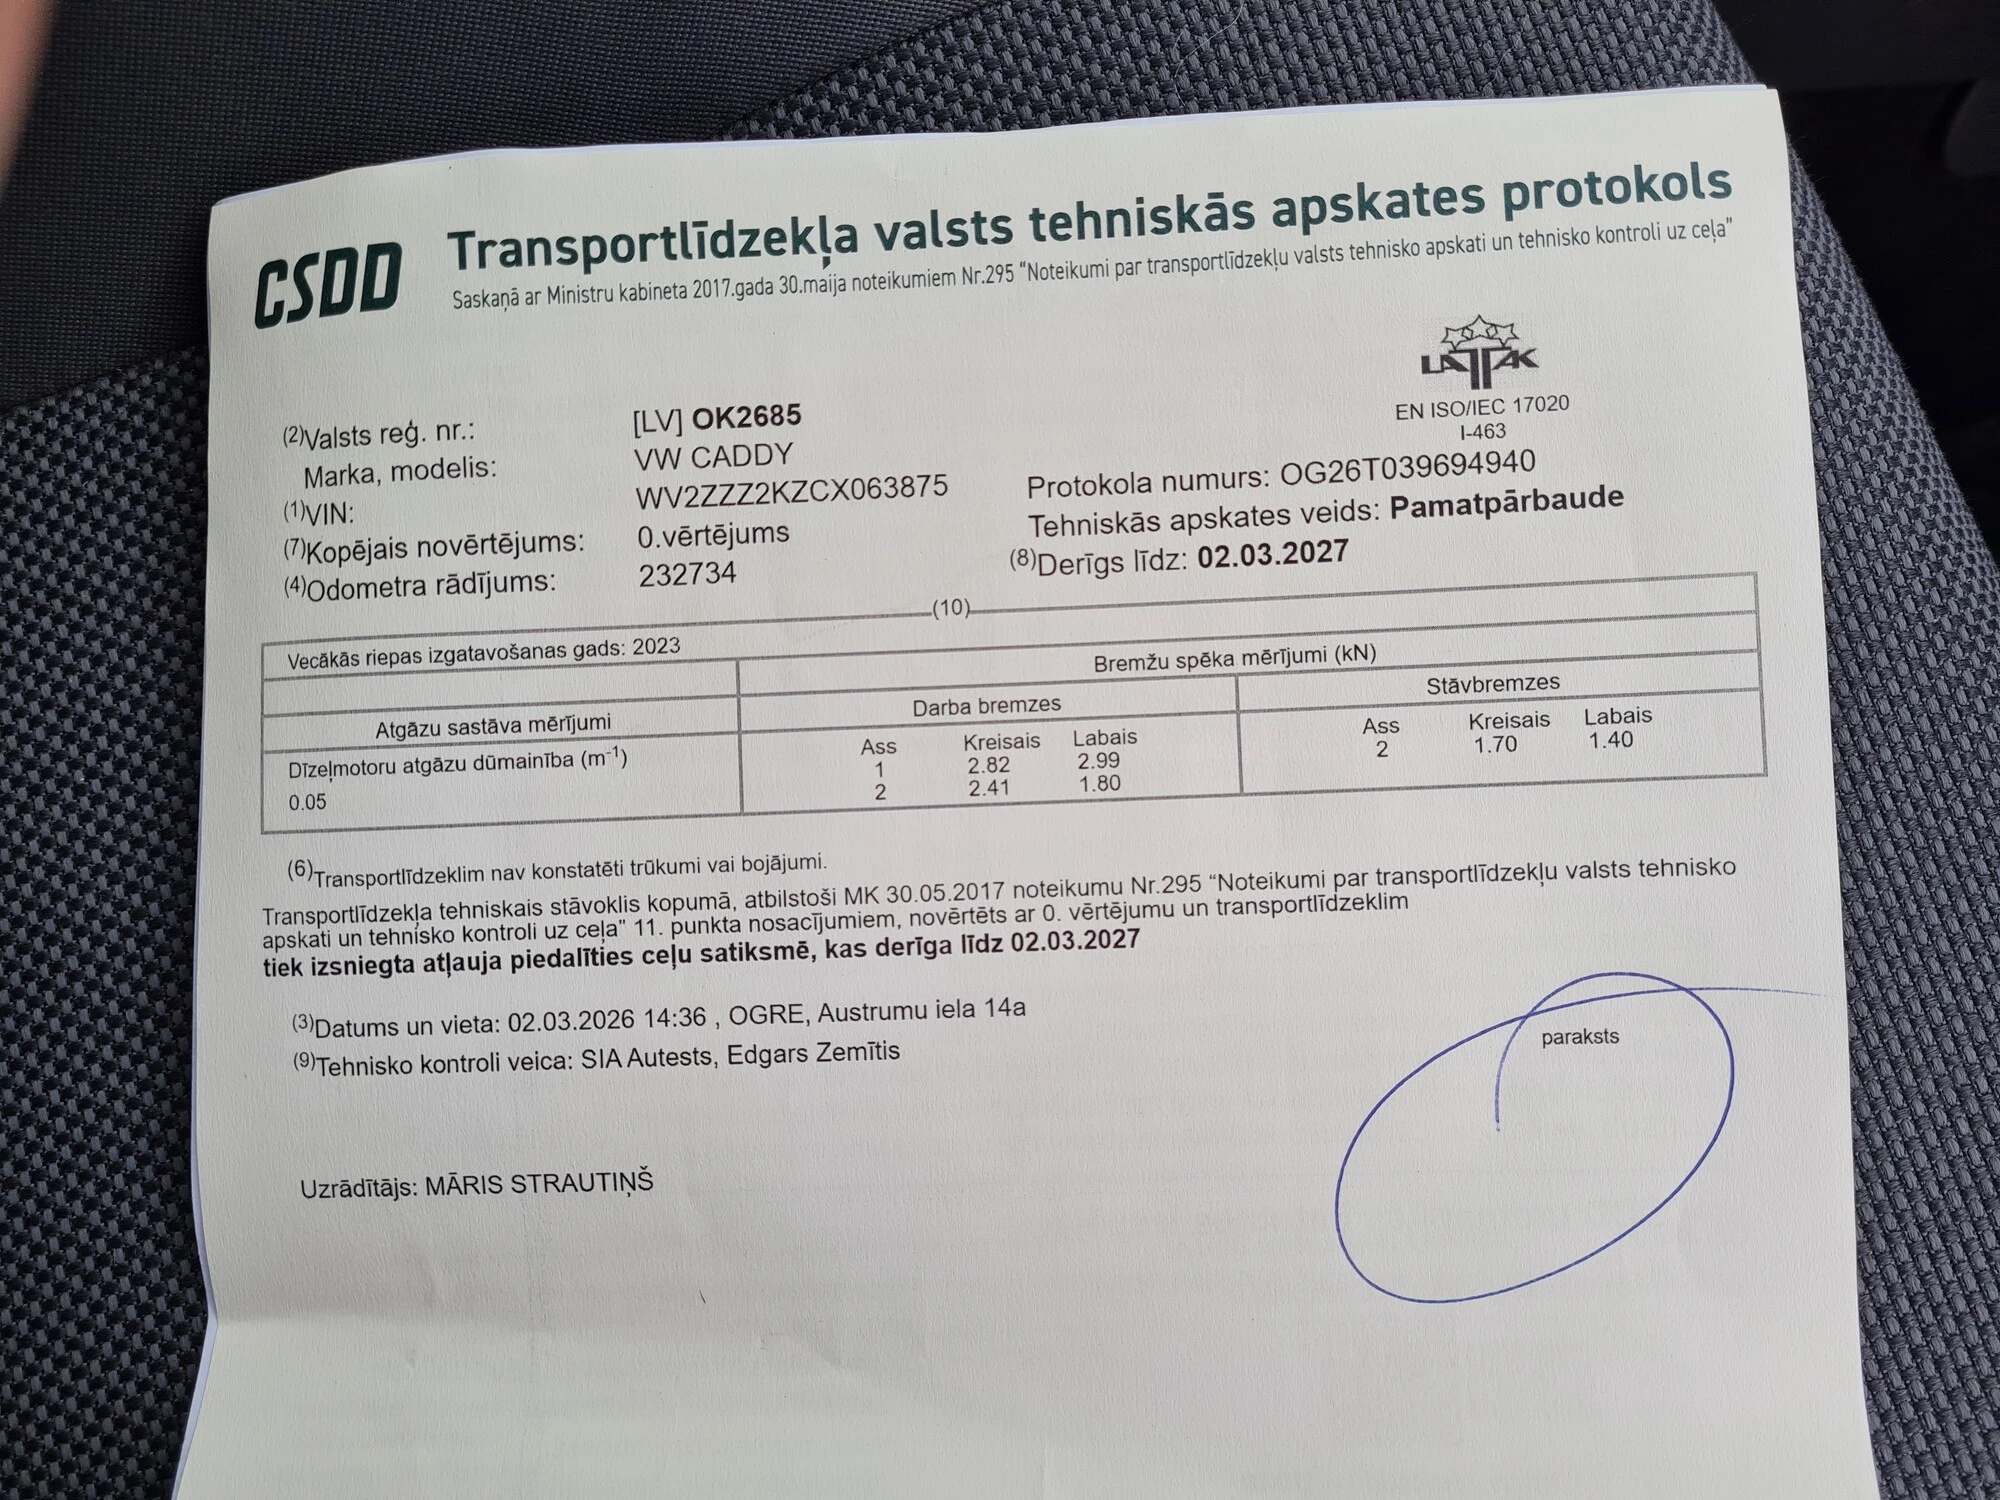 CSDD
Transportlīdzekļa valsts tehniskās apskates protokols
Saskaņā ar Ministru kabineta 2017.gada 30.maija noteikumiem Nr.295 “Noteikumi par transportlīdzekļu valsts tehnisko apskati un tehnisko kontroli uz ceļa”
LATAK
EN ISO/IEC 17020
I-463
(2)Valsts reģ. nr.: [LV] OK2685
Marka, modelis: VW CADDY
(1)VIN: WV2ZZZ2KZCX063875
(7)Kopējais novērtējums: 0.vērtējums
(4)Odometra rādījums: 232734
Protokola numurs: OG26T039694940
Tehniskās apskates veids: Pamatpārbaude
(8)Derīgs līdz: 02.03.2027
(10)
Vecākās riepas izgatavošanas gads: 2023
Bremžu spēka mērījumi (kN)
Atgāzu sastāva mērījumi Darba bremzes Stāvbremzes
Dīzeļmotoru atgāzu dūmainība (m-1) Ass Kreisais Labais Ass Kreisais Labais
1 2.82 2.99 2 1.70 1.40
0.05 2 2.41 1.80
(6)Transportlīdzeklim nav konstatēti trūkumi vai bojājumi.
Transportlīdzekļa tehniskais stāvoklis kopumā, atbilstoši MK 30.05.2017 noteikumu Nr.295 “Noteikumi par transportlīdzekļu valsts tehnisko
apskati un tehnisko kontroli uz ceļa” 11. punkta nosacījumiem, novērtēts ar 0. vērtējumu un transportlīdzeklim
tiek izsniegta atļauja piedalīties ceļu satiksmē, kas derīga līdz 02.03.2027
(3)Datums un vieta: 02.03.2026 14:36 , OGRE, Austrumu iela 14a
(9)Tehnisko kontroli veica: SIA Autests, Edgars Zemītis
paraksts
Uzrādītājs: MĀRIS STRAUTIŅŠ